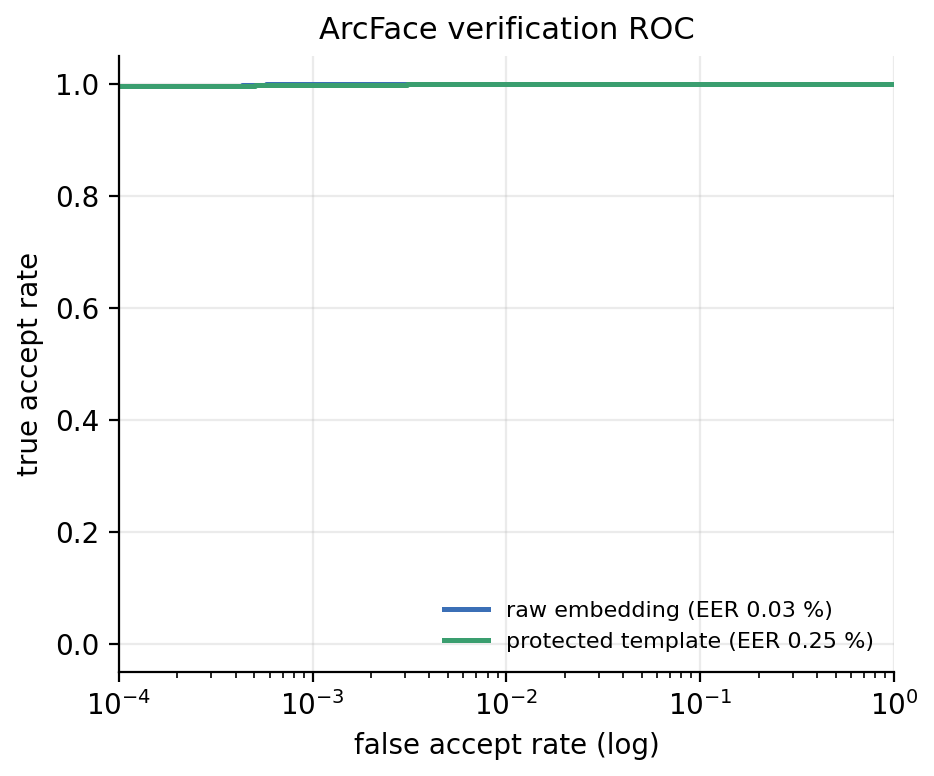 ArcFace verification ROC
true accept rate
1.0
0.8
0.6
0.4
0.2
0.0
raw embedding (EER 0.03 %)
protected template (EER 0.25 %)
10⁻⁴ 10⁻³ 10⁻² 10⁻¹ 10⁰
false accept rate (log)